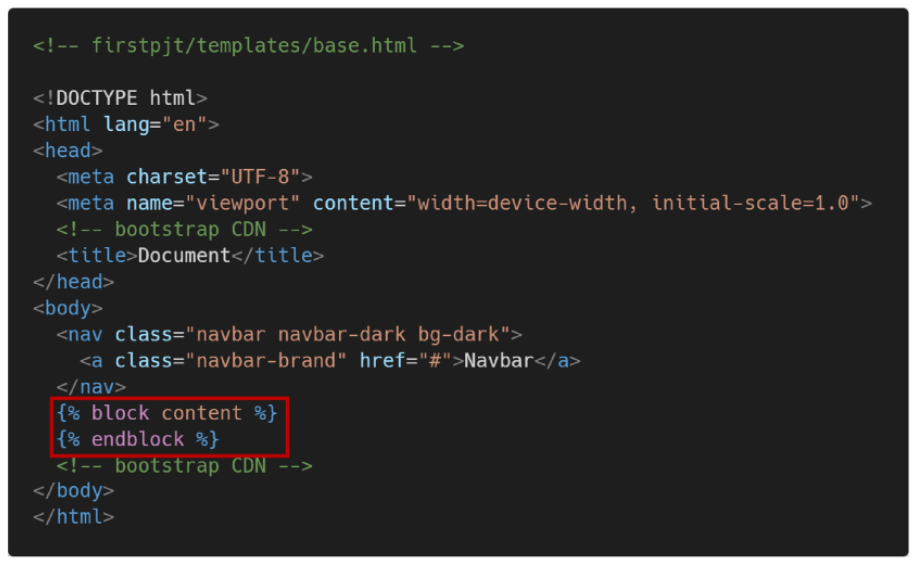 <!-- firstpjt/templates/base.html -->
<!DOCTYPE html>
<html lang="en">
<head>
  <meta charset="UTF-8">
  <meta name="viewport" content="width=device-width, initial-scale=1.0">
  <!-- bootstrap CDN -->
  <title>Document</title>
</head>
<body>
  <nav class="navbar navbar-dark bg-dark">
    <a class="navbar-brand" href="#">Navbar</a>
  </nav>
  {% block content %}
  {% endblock %}
  <!-- bootstrap CDN -->
</body>
</html>